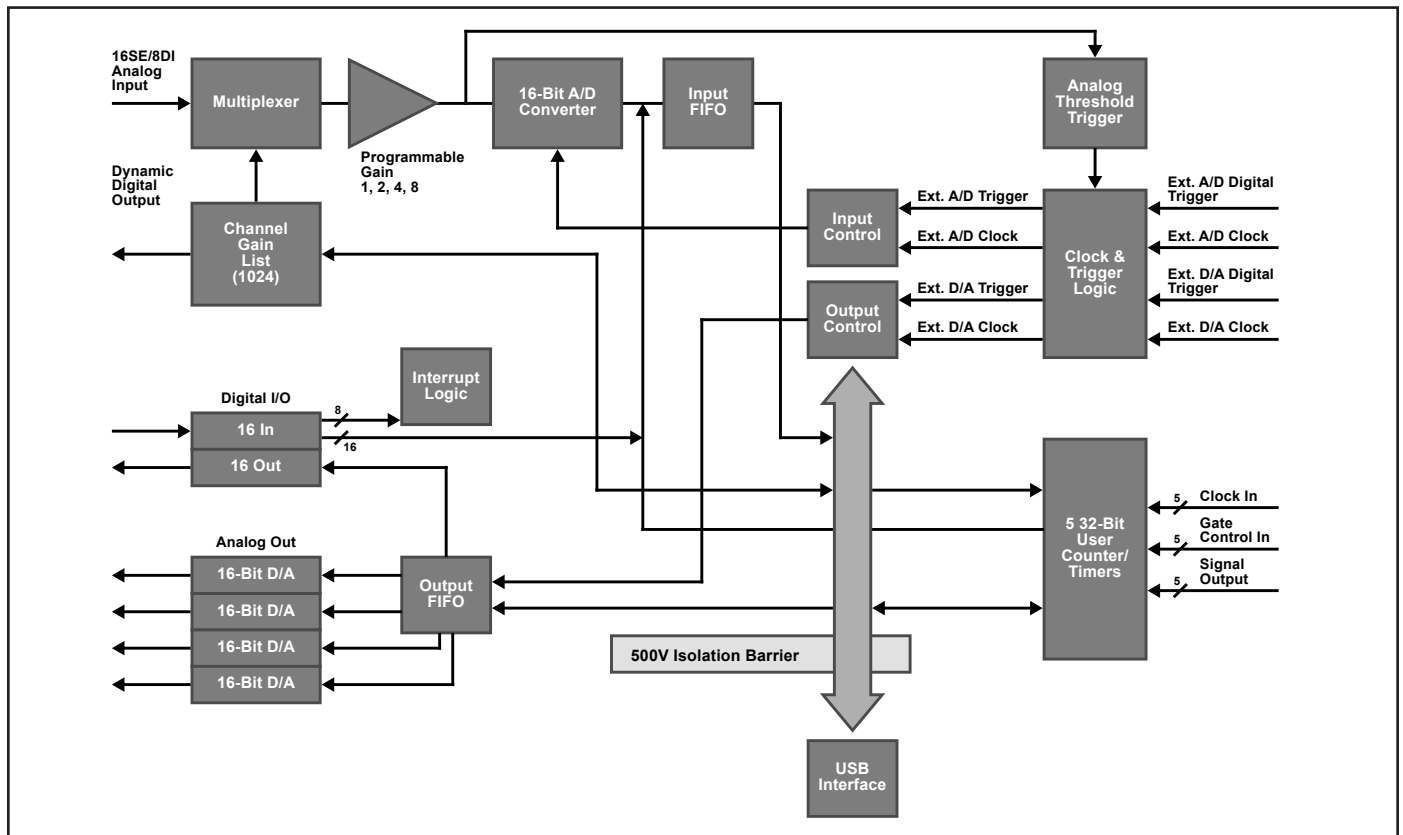 16SE/8DI
Analog
Input
Multiplexer
Programmable
Gain
1, 2, 4, 8
16-Bit A/D
Converter
Input
FIFO
Analog
Threshold
Trigger
Dynamic
Digital
Output
Channel
Gain
List
(1024)
Input
Control
Ext. A/D Trigger
Ext. A/D Clock
Output
Control
Ext. D/A Trigger
Ext. D/A Clock
Clock &
Trigger
Logic
Ext. A/D Digital
Trigger
Ext. A/D Clock
Ext. D/A Digital
Trigger
Ext. D/A Clock
Interrupt
Logic
Digital I/O
8
16 In
16
16 Out
Analog Out
16-Bit D/A
16-Bit D/A
16-Bit D/A
16-Bit D/A
Output
FIFO
5 32-Bit
User
Counter/
Timers
5 Clock In
Gate
5 Control In
Signal
5 Output
500V Isolation Barrier
USB
Interface